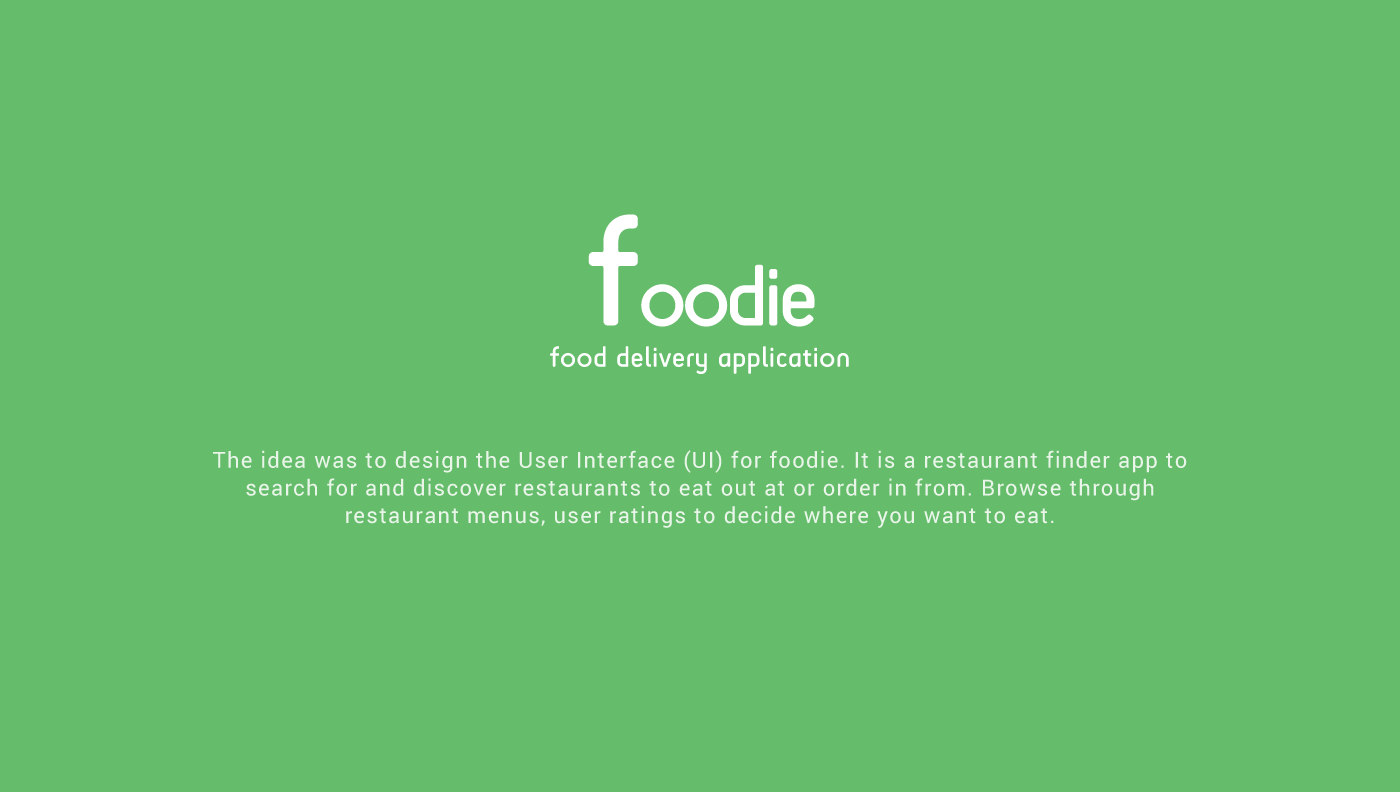 foodie
food delivery application
The idea was to design the User Interface (UI) for foodie. It is a restaurant finder app to
search for and discover restaurants to eat out at or order in from. Browse through
restaurant menus, user ratings to decide where you want to eat.